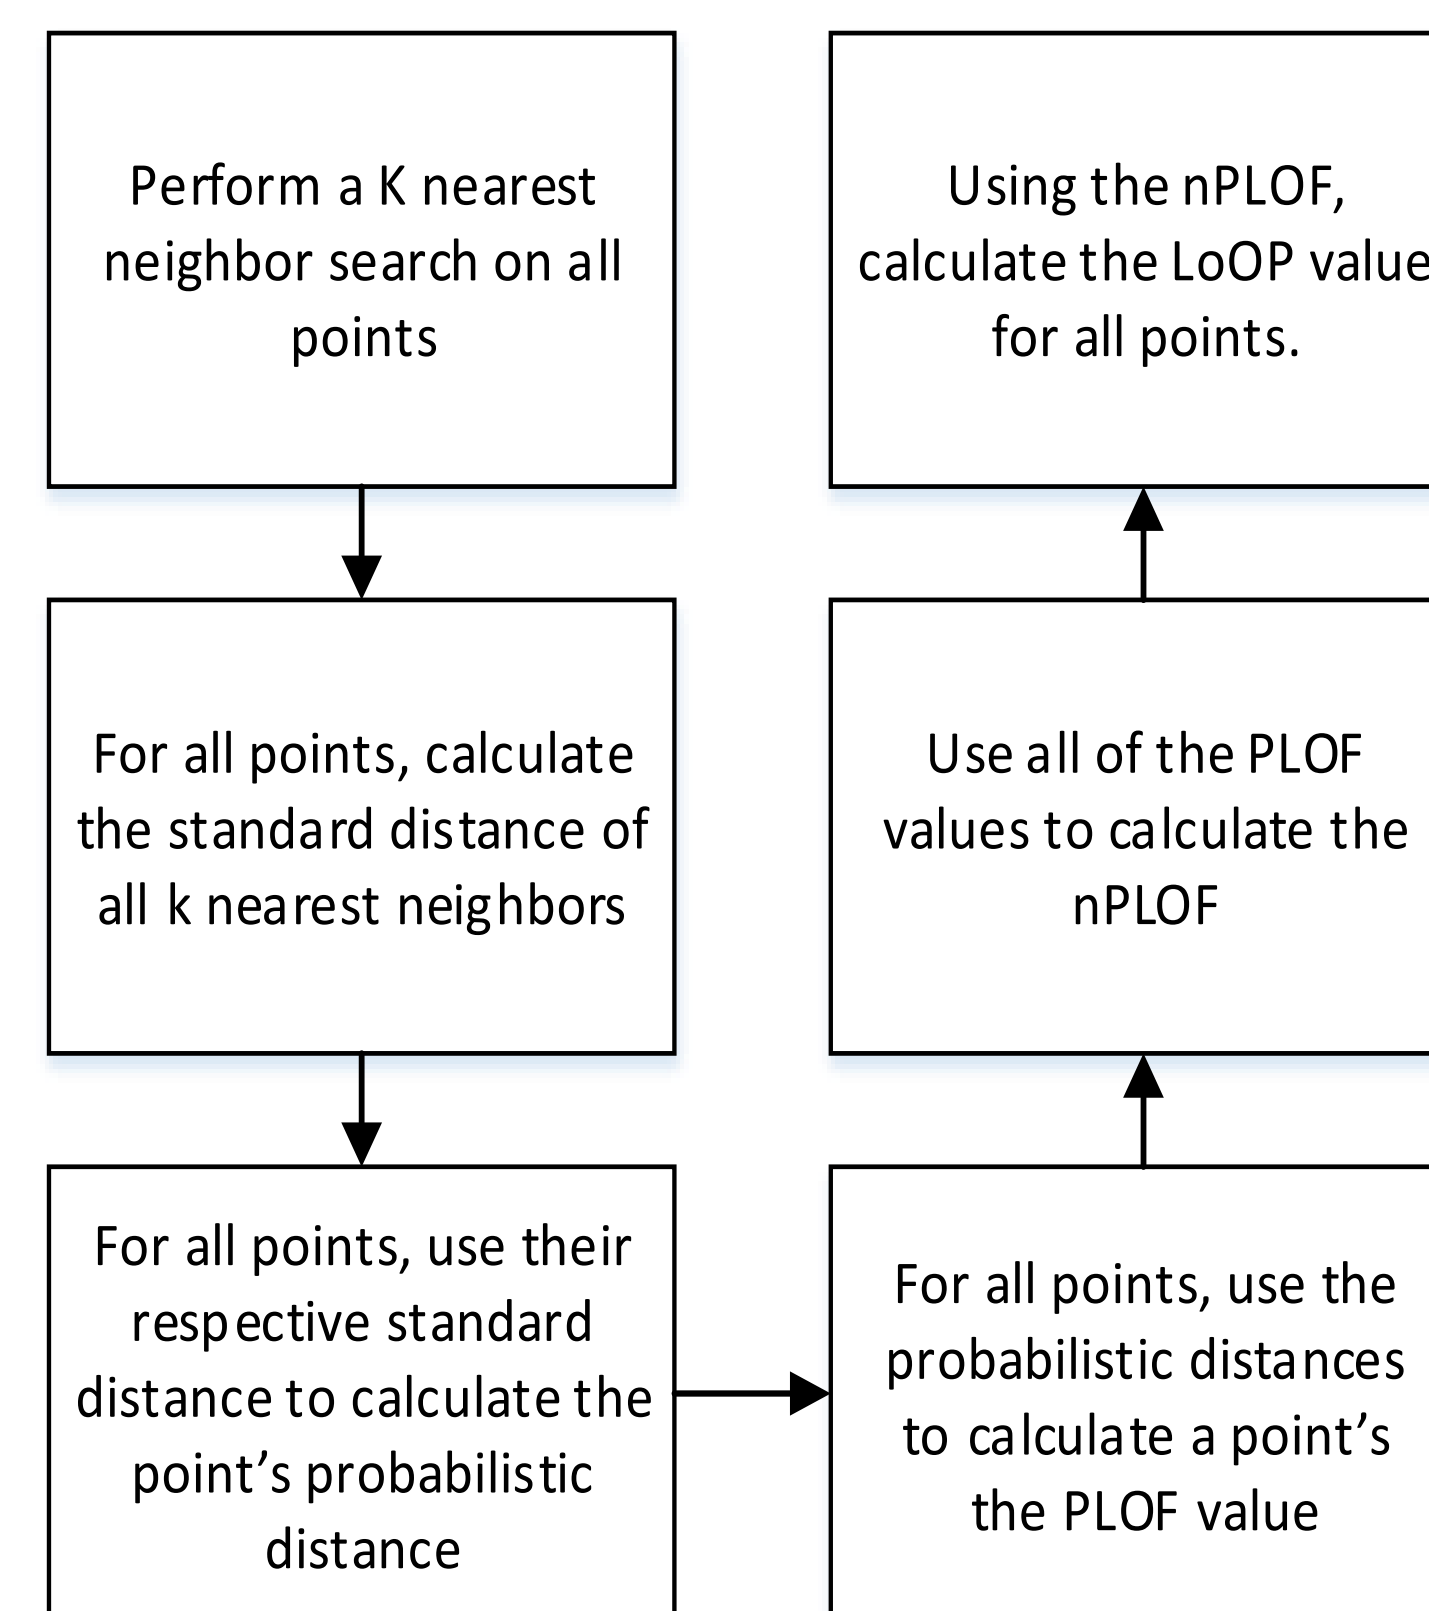 Perform a K nearest
neighbor search on all
points
For all points, calculate
the standard distance of
all k nearest neighbors
For all points, use their
respective standard
distance to calculate the
point’s probabilistic
distance
For all points, use the
probabilistic distances
to calculate a point’s
the PLOF value
Use all of the PLOF
values to calculate the
nPLOF
Using the nPLOF,
calculate the LoOP value
for all points.